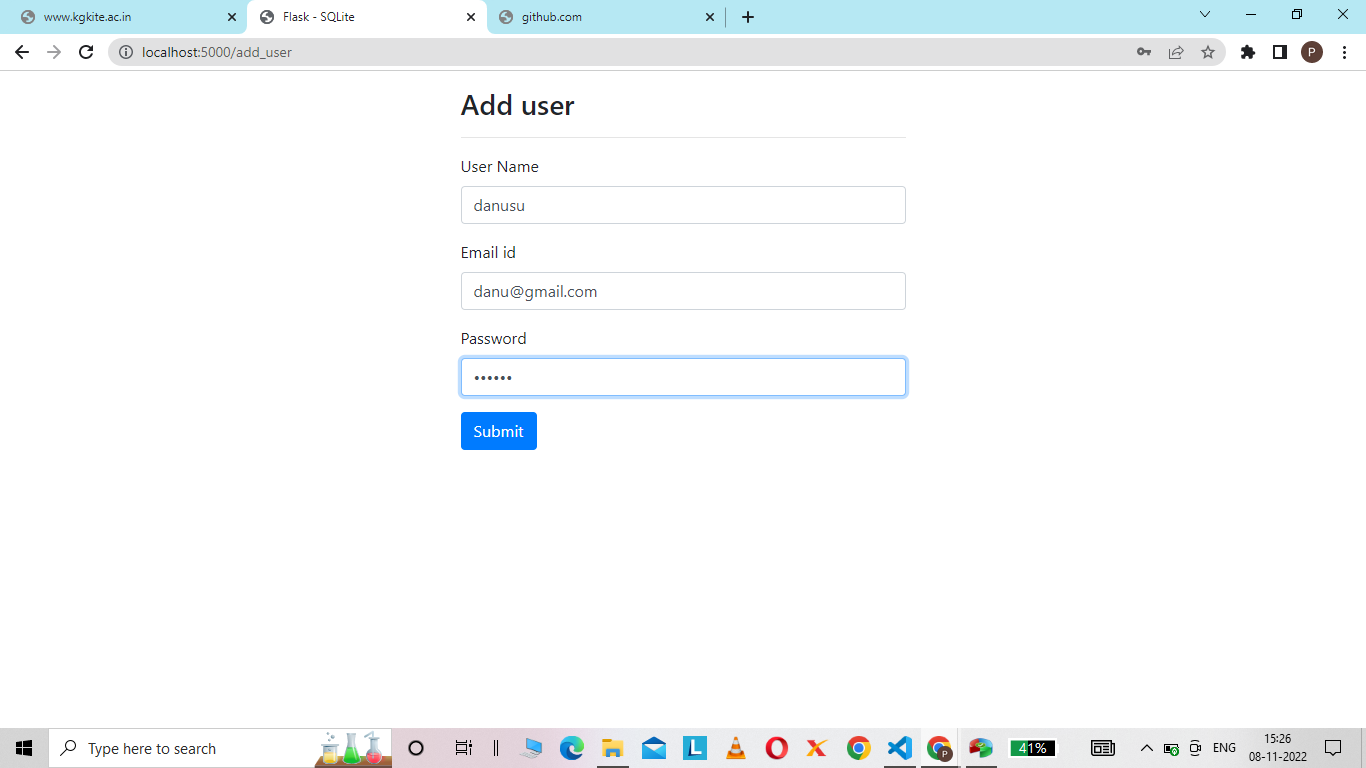 www.kgkite.ac.in
Flask - SQLite
github.com
localhost:5000/add_user
P
Add user
User Name
danusu
Email id
danu@gmail.com
Password
••••••
Submit
Type here to search
L
P
41%
ENG
15:26
08-11-2022